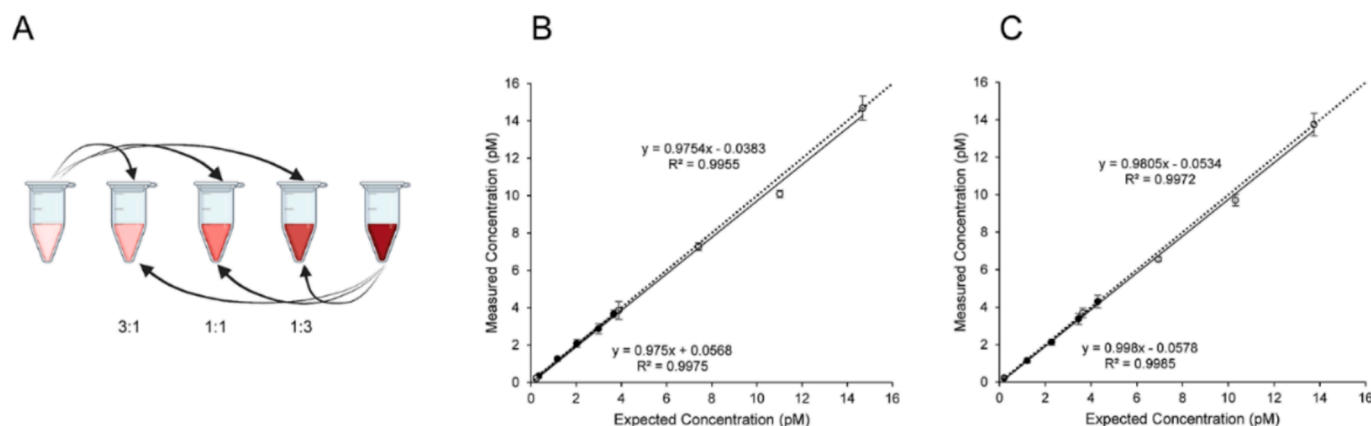 A
3:1
1:1
1:3
B
Measured Concentration (pM)
16
14
12
10
8
6
4
2
0
y = 0.9754x - 0.0383
R² = 0.9955
y = 0.975x + 0.0568
R² = 0.9975
0 2 4 6 8 10 12 14 16
Expected Concentration (pM)
C
Measured Concentration (pM)
16
14
12
10
8
6
4
2
0
y = 0.9805x - 0.0534
R² = 0.9972
y = 0.998x - 0.0578
R² = 0.9985
0 2 4 6 8 10 12 14 16
Expected Concentration (pM)